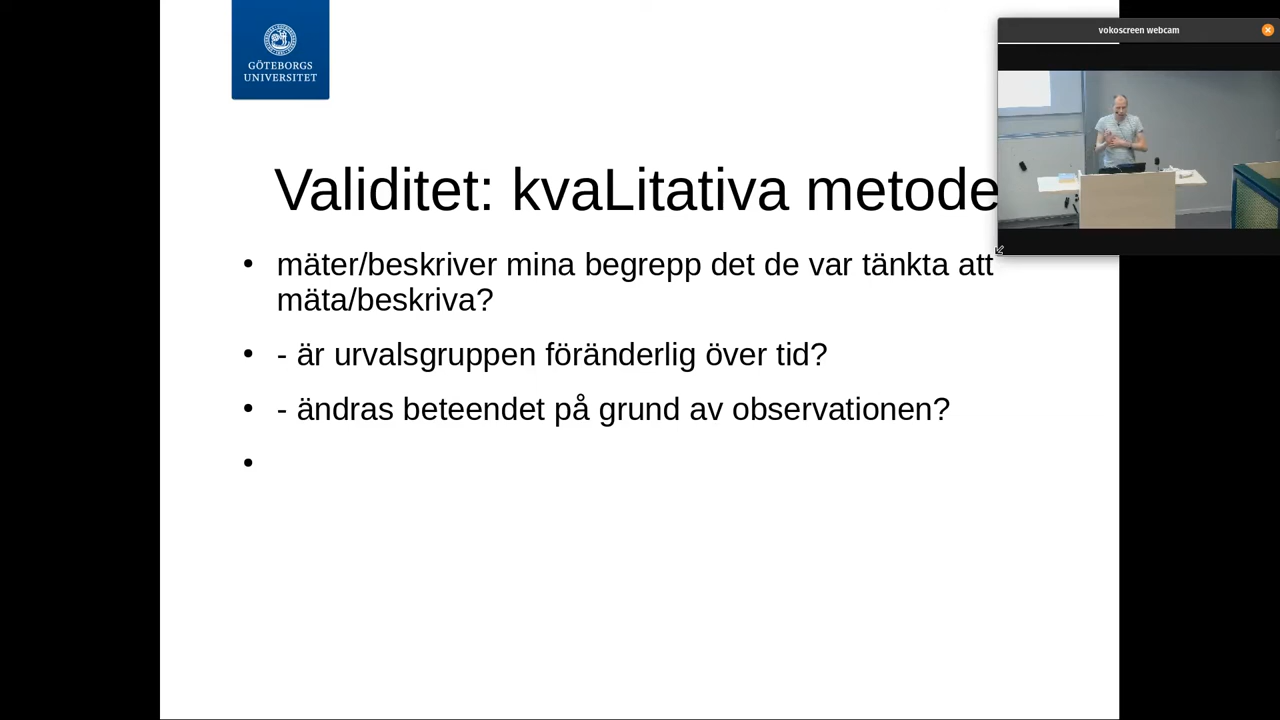 GÖTEBORGS
UNIVERSITET
vokoscreen webcam
Validitet: kvaLitativa metode
• mäter/beskriver mina begrepp det de var tänkta att
mäta/beskriva?
• - är urvalsgruppen föränderlig över tid?
• - ändras beteendet på grund av observationen?
•